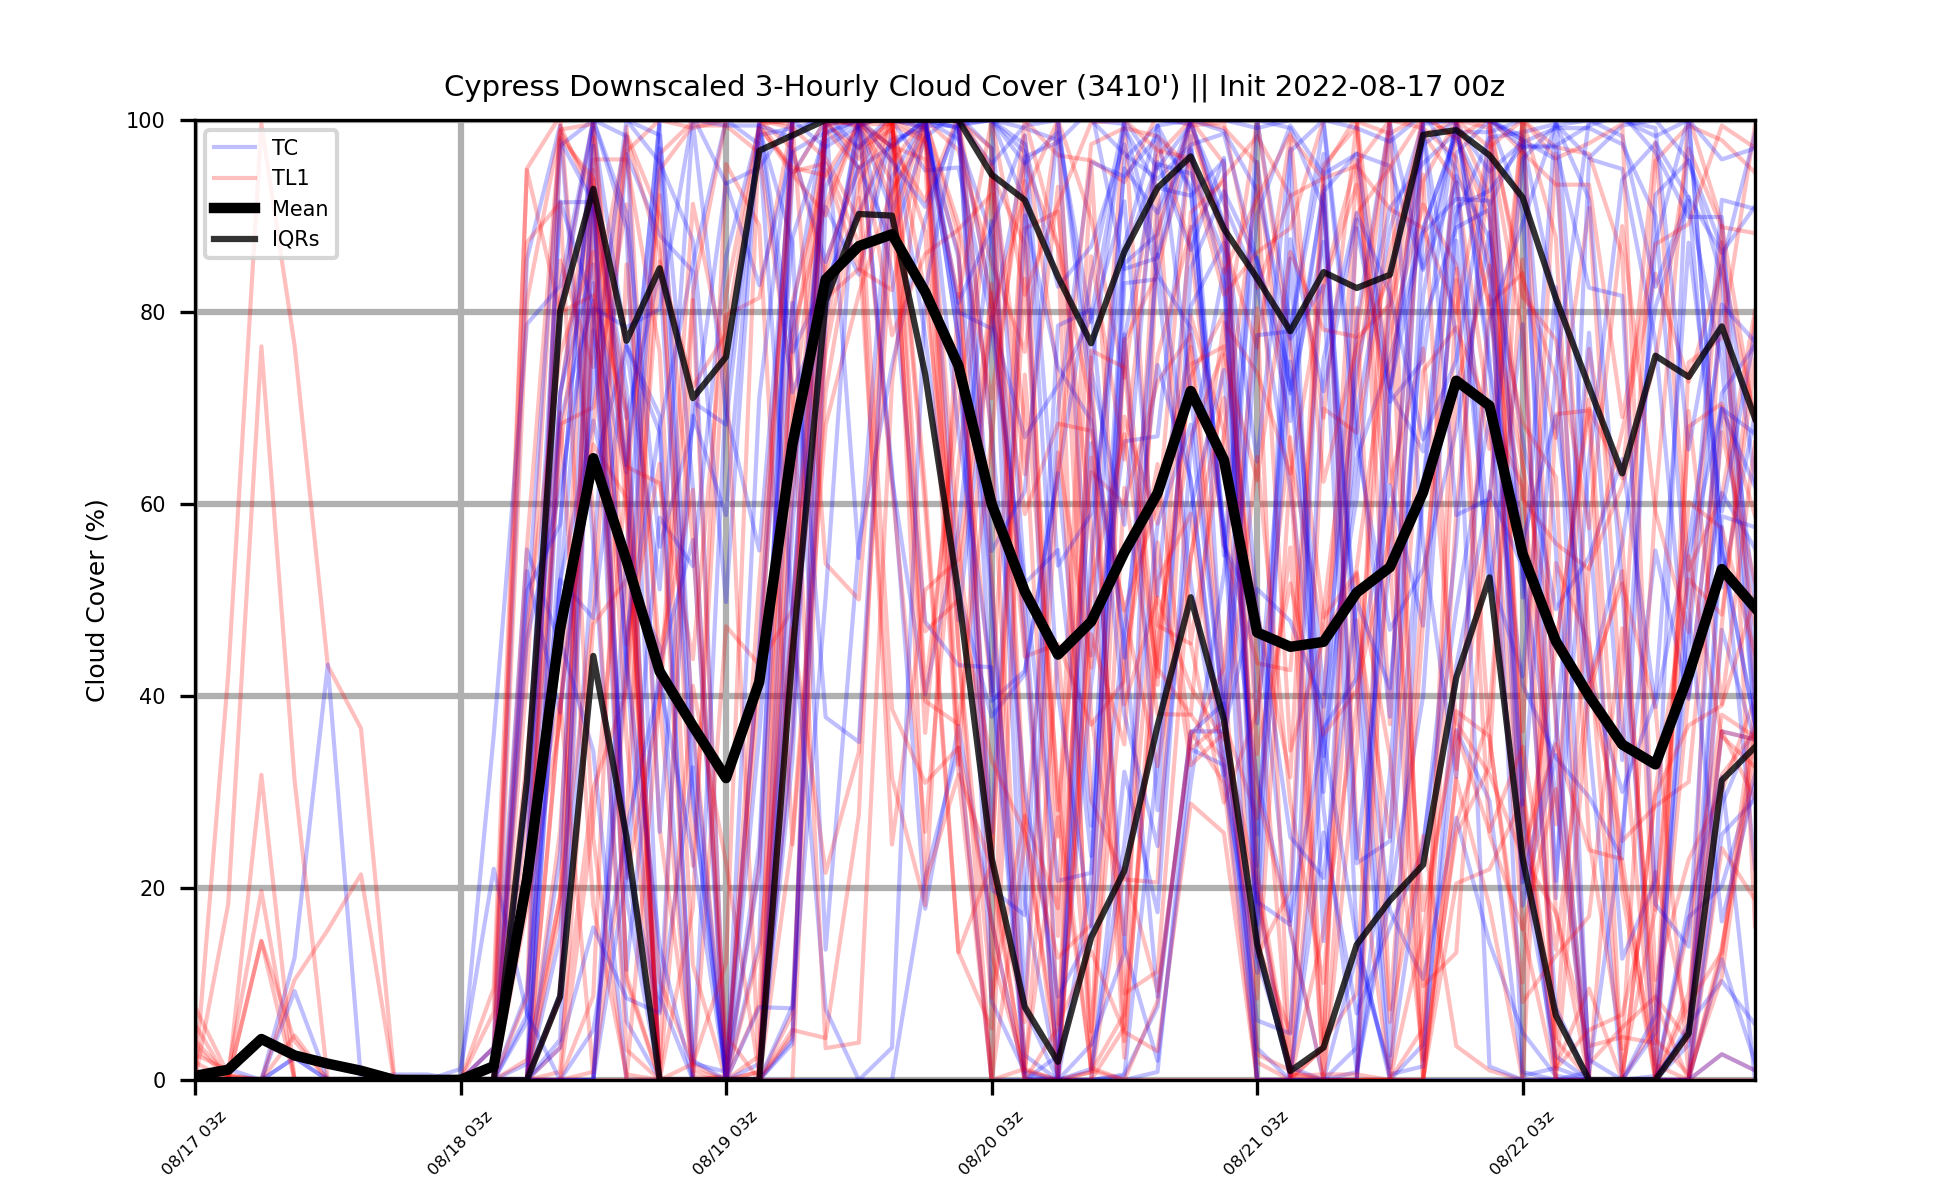 Cypress Downscaled 3-Hourly Cloud Cover (3410') || Init 2022-08-17 00z
100
80
60
40
20
0
Cloud Cover (%)
TC
TL1
Mean
IQRs
08/17 03z
08/18 03z
08/19 03z
08/20 03z
08/21 03z
08/22 03z